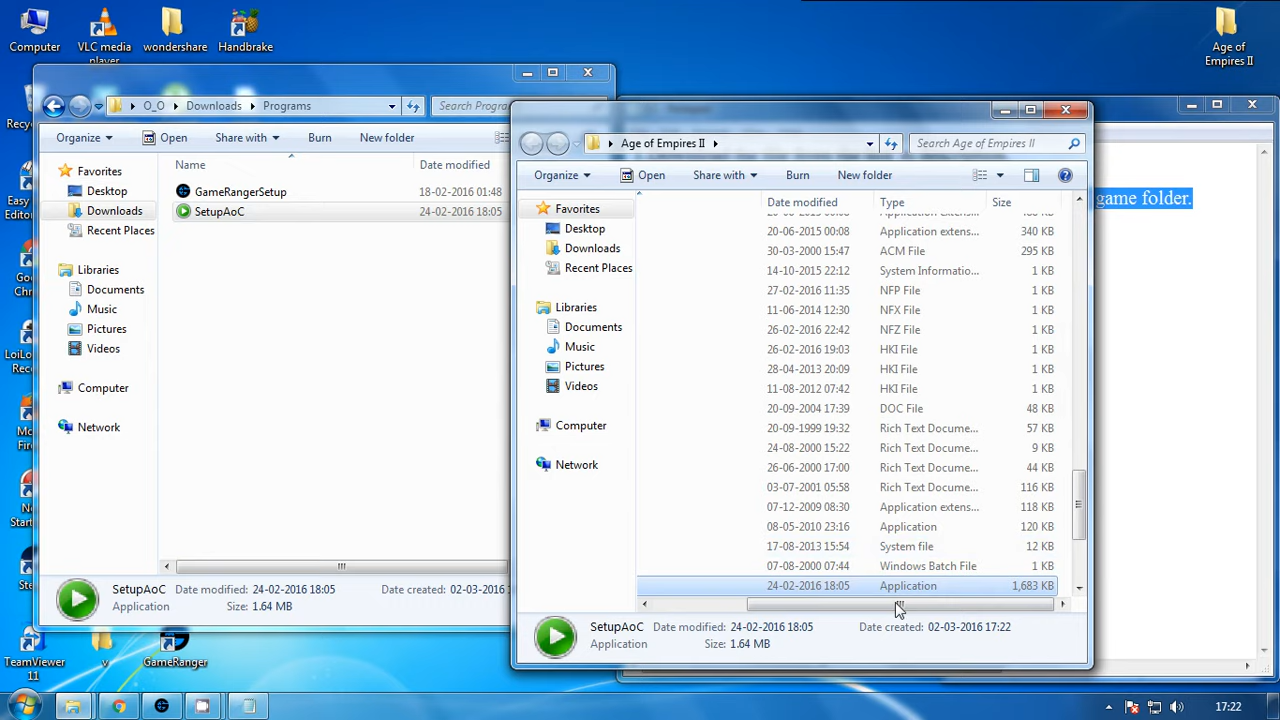 Computer
VLC media player
wondershare
Handbrake
Age of Empires II
O_O
Downloads
Programs
Search Progr
Organize
Open
Share with
Burn
New folder
Name
Date modified
Favorites
Desktop
Downloads
Recent Places
Libraries
Documents
Music
Pictures
Videos
Computer
Network
GameRangerSetup
18-02-2016 01:48
SetupAoC
24-02-2016 18:05
SetupAoC
Application
Date modified: 24-02-2016 18:05
Size: 1.64 MB
Date created: 02-03-2016
Age of Empires II
Search Age of Empires II
Organize
Open
Share with
Burn
New folder
Favorites
Desktop
Downloads
Recent Places
Libraries
Documents
Music
Pictures
Videos
Computer
Network
Date modified Type Size
20-06-2015 00:08 Application extens... 340 KB
30-03-2000 15:47 ACM File 295 KB
14-10-2015 22:12 System Informatio... 1 KB
27-02-2016 11:35 NFP File 1 KB
11-06-2014 12:30 NFX File 1 KB
26-02-2016 22:42 NFZ File 1 KB
26-02-2016 19:03 HKI File 1 KB
28-04-2013 20:09 HKI File 1 KB
11-08-2012 07:42 HKI File 1 KB
20-09-2004 17:39 DOC File 48 KB
20-09-1999 19:32 Rich Text Docume... 57 KB
24-08-2000 15:22 Rich Text Docume... 9 KB
26-06-2000 17:00 Rich Text Docume... 44 KB
03-07-2001 05:58 Rich Text Docume... 116 KB
07-12-2009 08:30 Application extens... 118 KB
08-05-2010 23:16 Application 120 KB
17-08-2013 15:54 System file 12 KB
07-08-2000 07:44 Windows Batch File 1 KB
24-02-2016 18:05 Application 1,683 KB
SetupAoC
Application
Date modified: 24-02-2016 18:05
Size: 1.64 MB
Date created: 02-03-2016 17:22
game folder.
TeamViewer 11
v
GameRanger
17:22